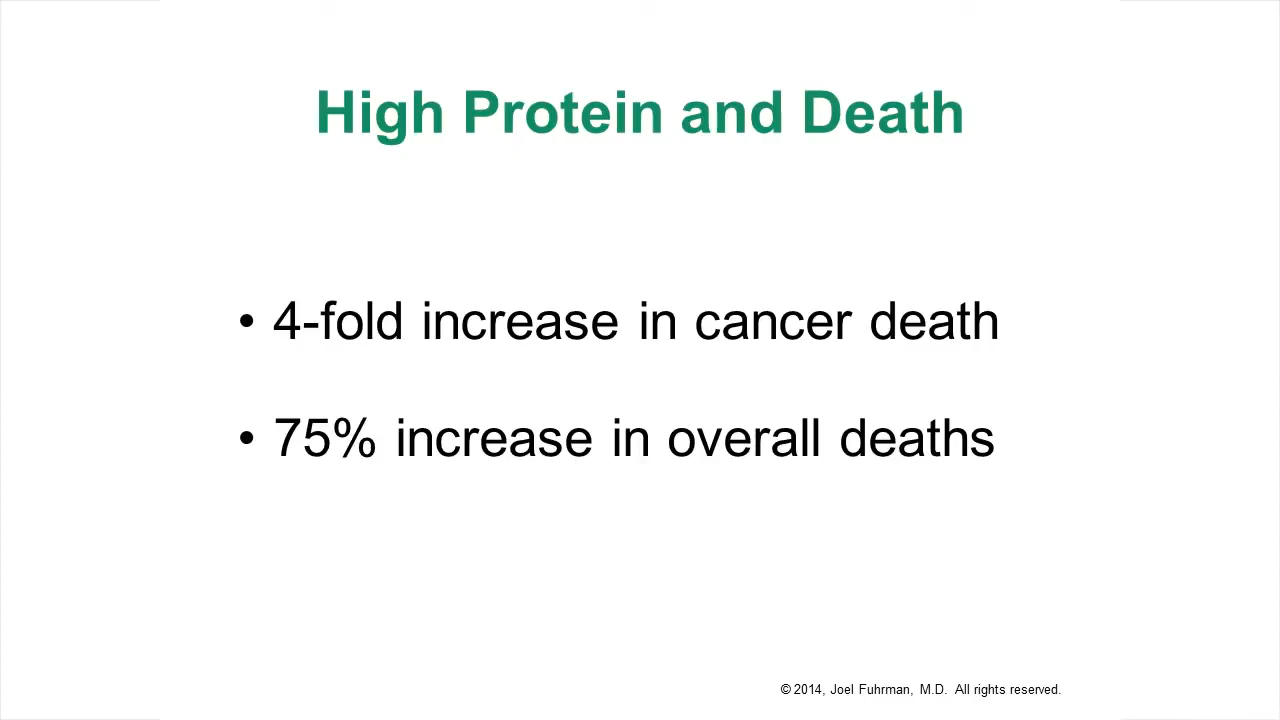 High Protein and Death
• 4-fold increase in cancer death
• 75% increase in overall deaths
© 2014, Joel Fuhrman, M.D. All rights reserved.